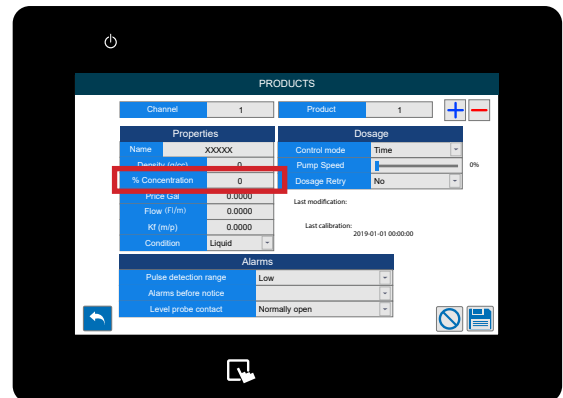 PRODUCTS
Channel 1 Product 1
Properties Dosage
Name XXXXX Control mode Time
Density (g/cc) 0 Pump Speed 0%
% Concentration 0 Dosage Retry No
Price Gal 0.0000 Last modification:
Flow (Fl/m) 0.0000
Kf (m/p) 0.0000 Last calibration: 2019-01-01 00:00:00
Condition Liquid
Alarms
Pulse detection range Low
Alarms before notice
Level probe contact Normally open